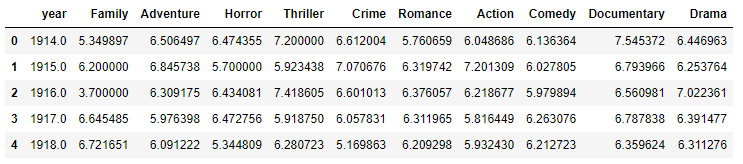 year Family Adventure Horror Thriller Crime Romance Action Comedy Documentary Drama
0 1914.0 5.349897 6.506497 6.474355 7.200000 6.612004 5.760659 6.048686 6.136364 7.545372 6.446963
1 1915.0 6.200000 6.845738 5.700000 5.923438 7.070676 6.319742 7.201309 6.027805 6.793966 6.253764
2 1916.0 3.700000 6.309175 6.434081 7.418605 6.601013 6.376057 6.218677 5.979894 6.560981 7.022361
3 1917.0 6.645485 5.976398 6.472756 5.918750 6.057831 6.311965 5.816449 6.263076 6.787838 6.391477
4 1918.0 6.721651 6.091222 5.344809 6.280723 5.169863 6.209298 5.932430 6.212723 6.359624 6.311276